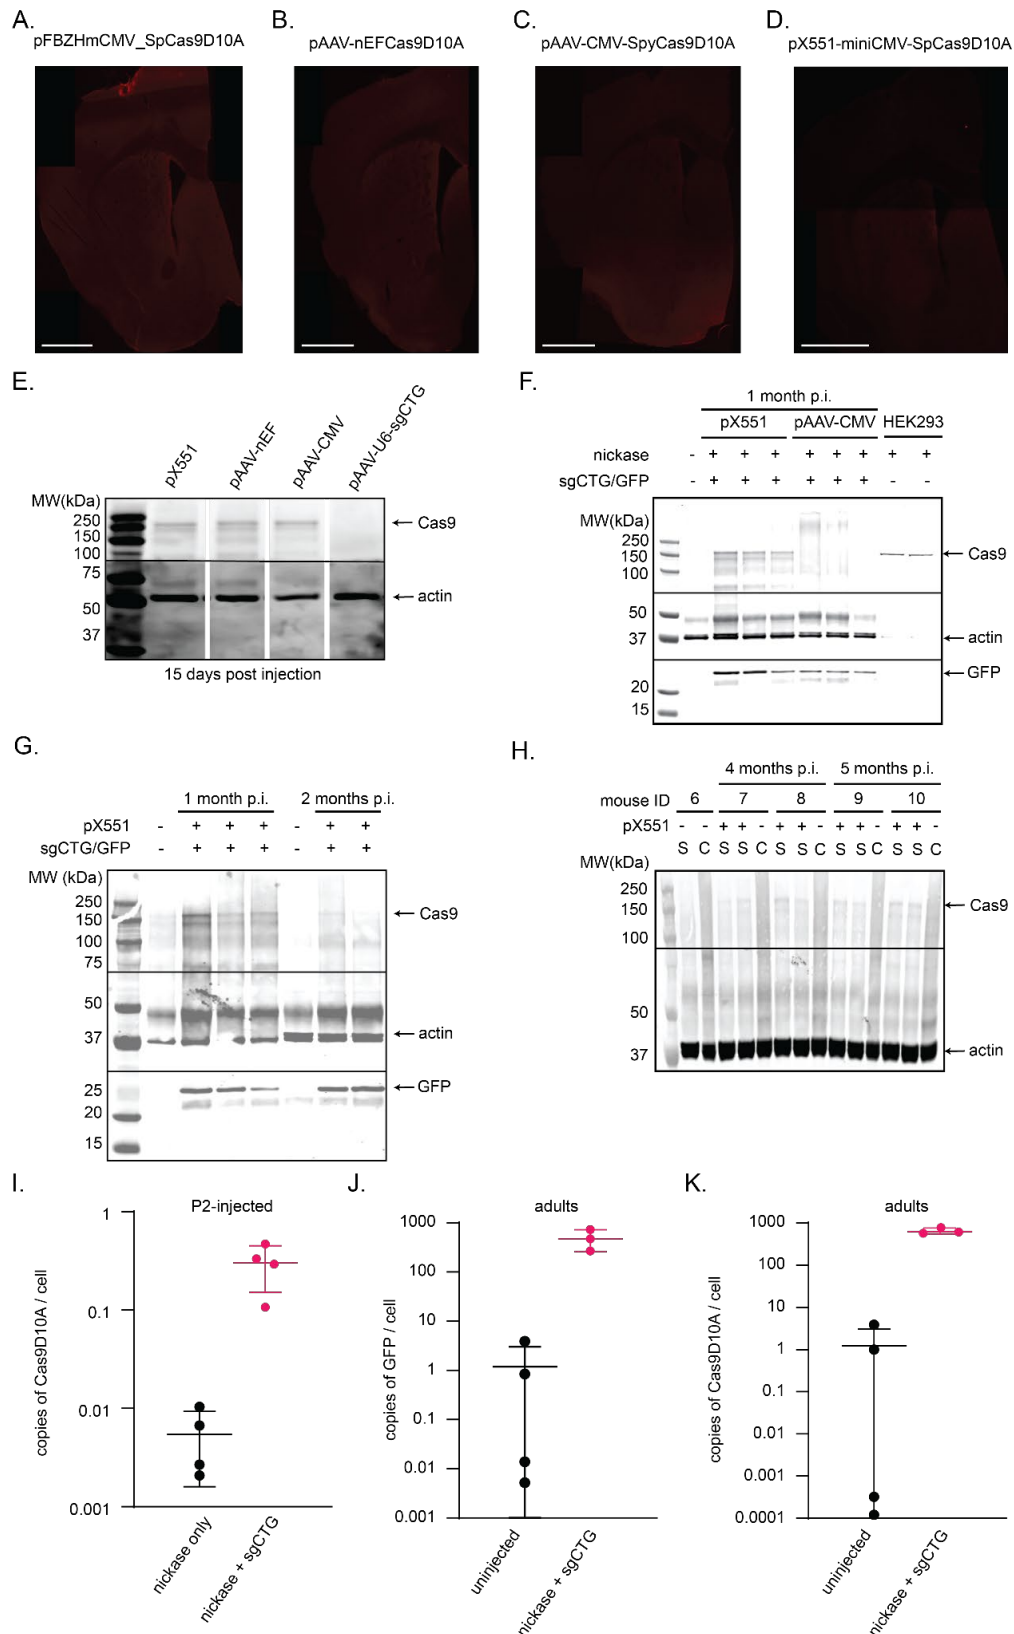 A.
pFBZHmCMV_SpCas9D10A
B.
pAAV-nEFCas9D10A
C.
pAAV-CMV-SpyCas9D10A
D.
pX551-miniCMV-SpCas9D10A
E.
pX551
pAAV-nEF
pAAV-CMV
pAAV-U6-sgCTG
MW(kDa)
250
150
100
75
50
37
Cas9
actin
15 days post injection
F.
1 month p.i.
pX551 pAAV-CMV HEK293
nickase - + + + + + + + +
sgCTG/GFP - + + + + + + - -
MW(kDa)
250
150
100
50
37
20
15
Cas9
actin
GFP
G.
1 month p.i. 2 months p.i.
pX551 - + + + - + +
sgCTG/GFP - + + + - + +
MW (kDa)
250
150
100
75
50
37
25
20
15
Cas9
actin
GFP
H.
4 months p.i. 5 months p.i.
mouse ID 6 7 8 9 10
pX551 - - + + - + + - + + - + + -
S C S S C S S C S S C S S C
MW(kDa)
250
150
100
50
37
Cas9
actin
I.
P2-injected
copies of Cas9D10A / cell
1
0.1
0.01
0.001
nickase only
nickase + sgCTG
J.
adults
copies of GFP / cell
1000
100
10
1
0.1
0.01
0.001
uninjected
nickase + sgCTG
K.
adults
copies of Cas9D10A / cell
1000
100
10
1
0.1
0.01
0.001
0.0001
uninjected
nickase + sgCTG